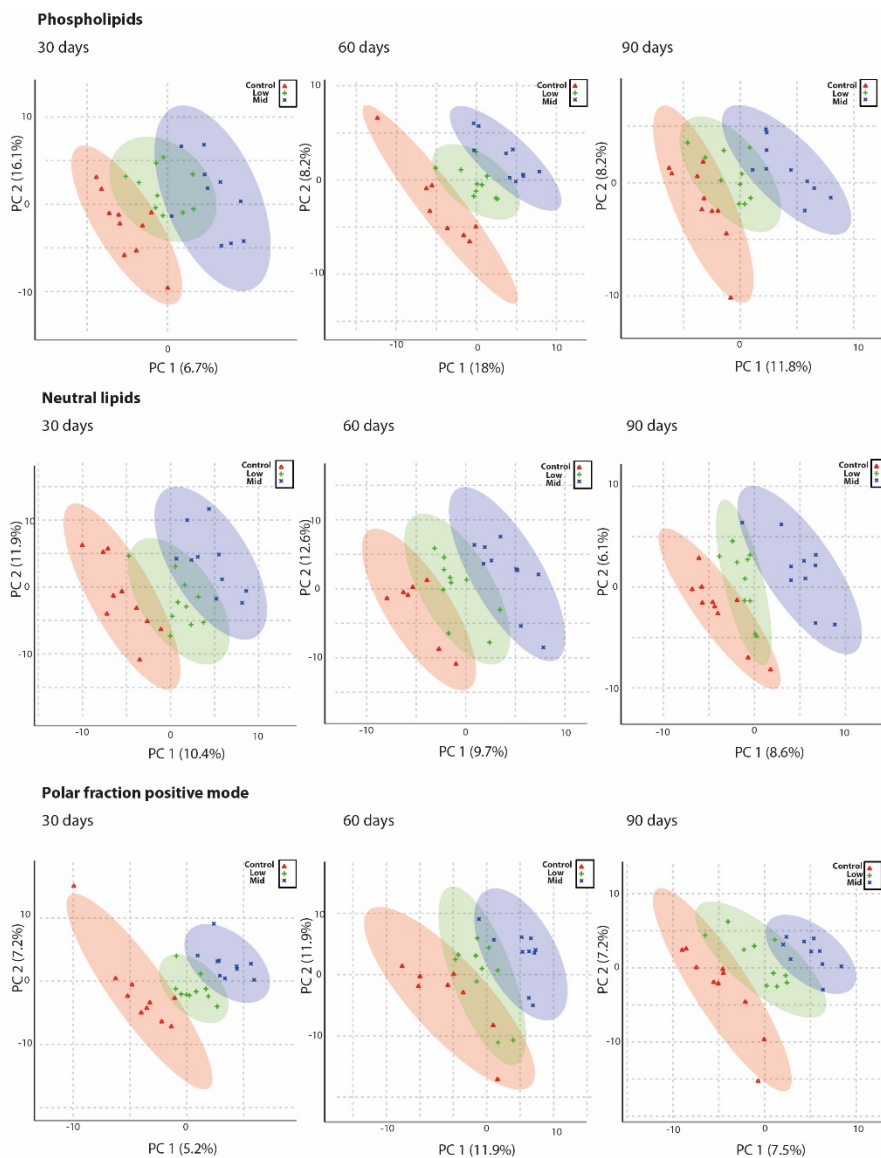 Phospholipids
30 days
60 days
90 days
Control
Low
Mid
10
0
-10
PC 2 (16.1%)
0
PC 1 (6.7%)
Control
Low
Mid
10
0
-10
PC 2 (8.2%)
-10
0
10
PC 1 (18%)
Control
Low
Mid
10
0
-10
PC 2 (8.2%)
-10
0
10
PC 1 (11.8%)
Neutral lipids
30 days
60 days
90 days
Control
Low
Mid
10
0
-10
PC 2 (11.9%)
-10
0
10
PC 1 (10.4%)
Control
Low
Mid
10
0
-10
PC 2 (12.6%)
-10
0
10
PC 1 (9.7%)
Control
Low
Mid
10
0
-10
PC 2 (6.1%)
-10
0
10
PC 1 (8.6%)
Polar fraction positive mode
30 days
60 days
90 days
Control
Low
Mid
10
0
-10
PC 2 (7.2%)
-10
0
10
PC 1 (5.2%)
Control
Low
Mid
10
0
-10
PC 2 (11.9%)
-10
0
10
PC 1 (11.9%)
Control
Low
Mid
10
0
-10
PC 2 (7.2%)
-10
0
10
PC 1 (7.5%)